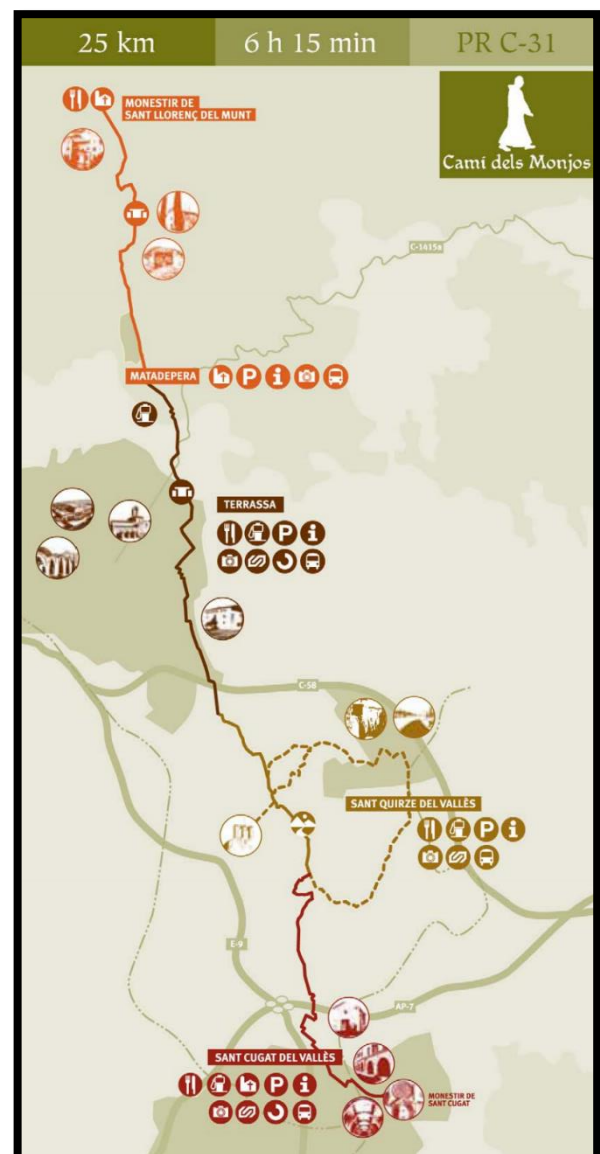 25 km
6 h 15 min
PR C-31
Camí dels Monjos
MONESTIR DE
SANT LLORENÇ DEL MUNT
C-1415a
MATADEPERA
P i
TERRASSA
P i
C-58
SANT QUIRZE DEL VALLÈS
P i
E-9
AP-7
SANT CUGAT DEL VALLÈS
P i
MONESTIR DE
SANT CUGAT